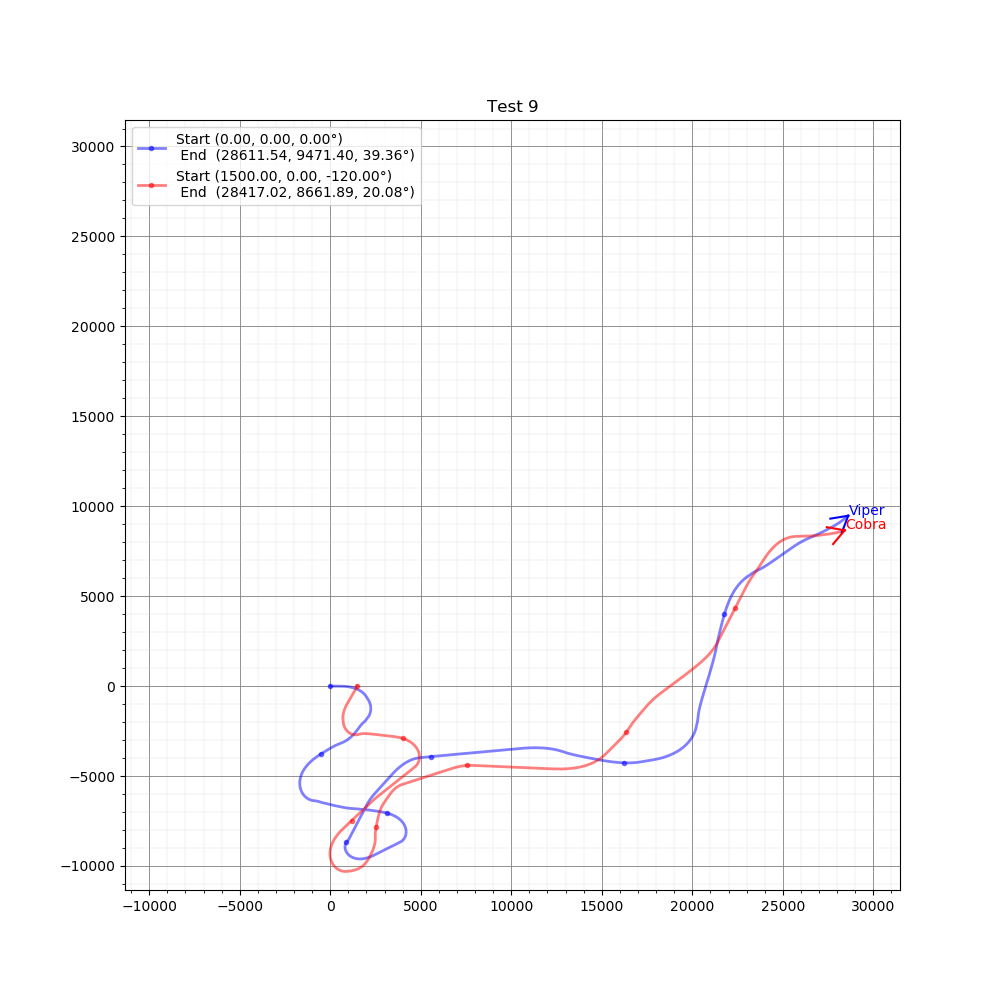 Test 9
Start (0.00, 0.00, 0.00°)
End  (28611.54, 9471.40, 39.36°)
Start (1500.00, 0.00, -120.00°)
End  (28417.02, 8661.89, 20.08°)
30000
25000
20000
15000
10000
5000
0
−5000
−10000
Viper
Cobra
−10000 −5000 0 5000 10000 15000 20000 25000 30000